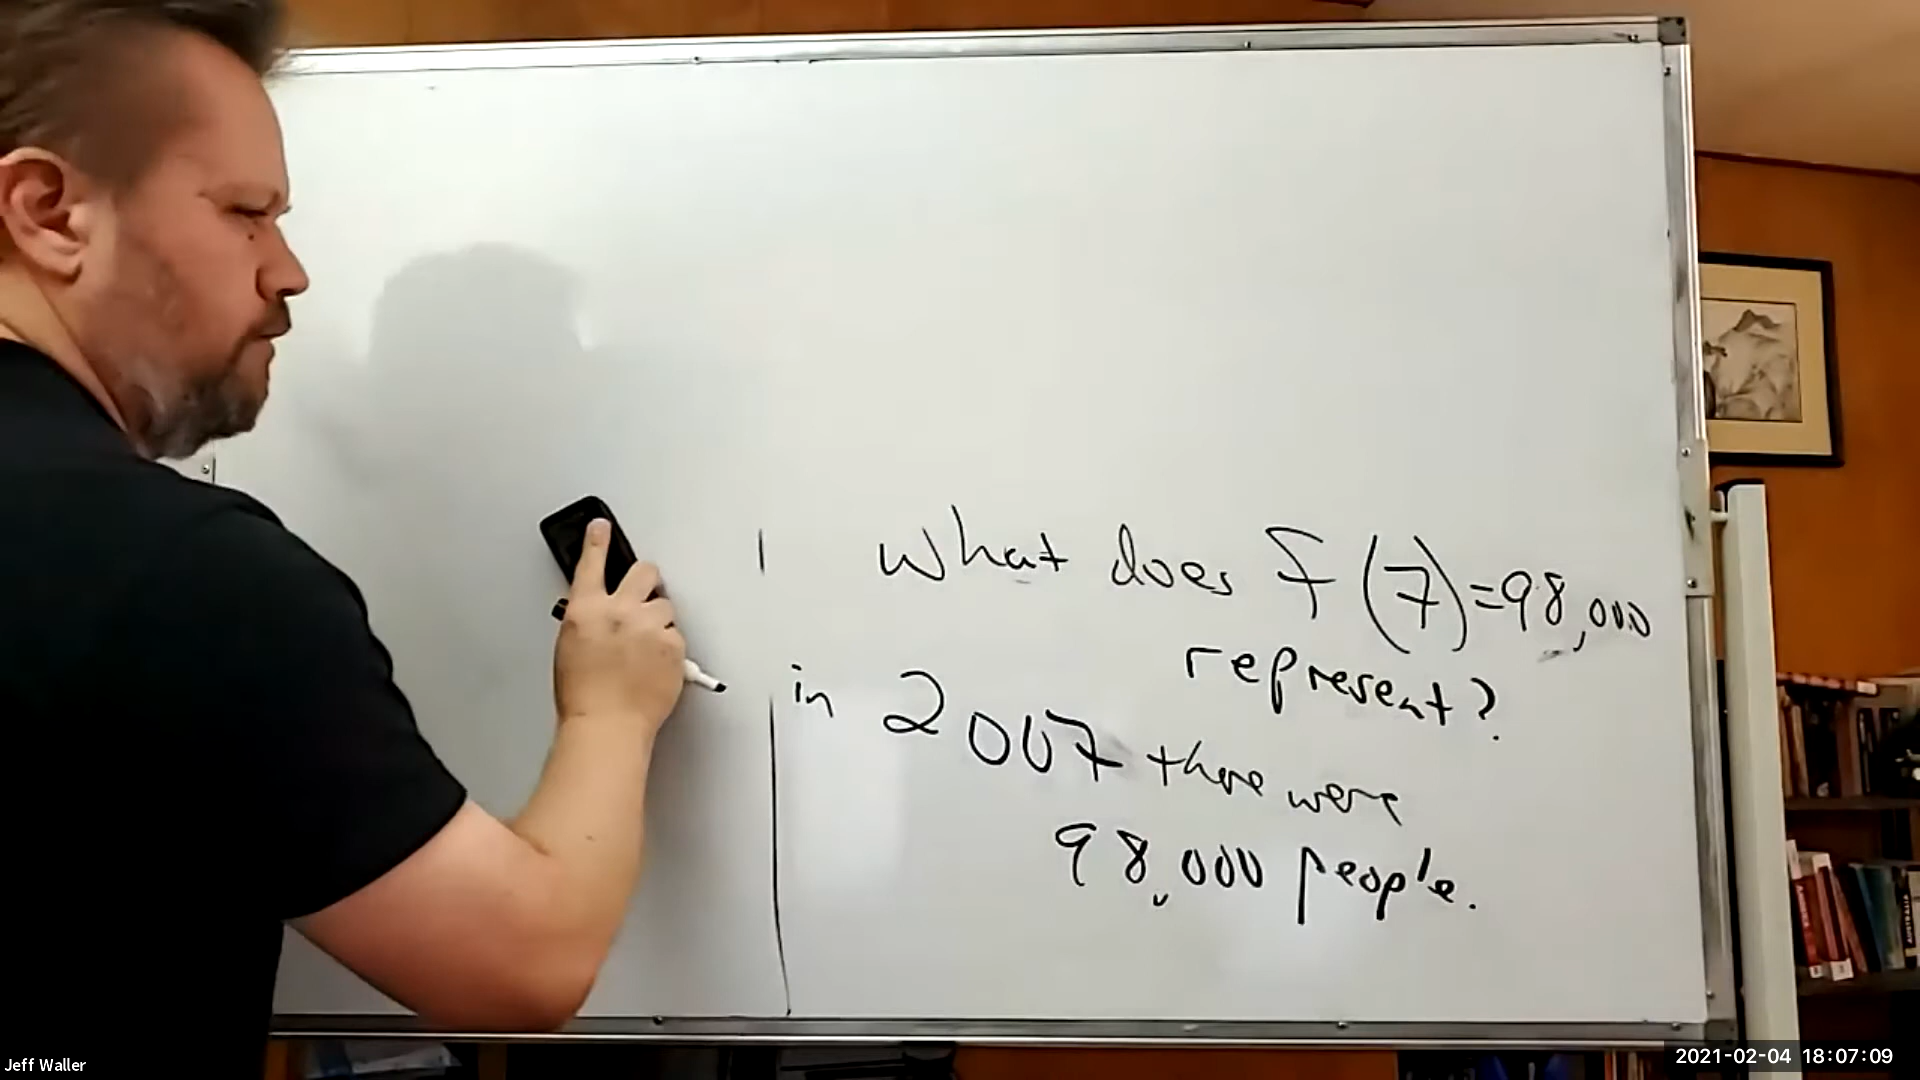 What does f(7)=98,000
represent?
in 2007 there were
98,000 people.
AUSTRALIA
Jeff Waller
2021-02-04 18:07:09